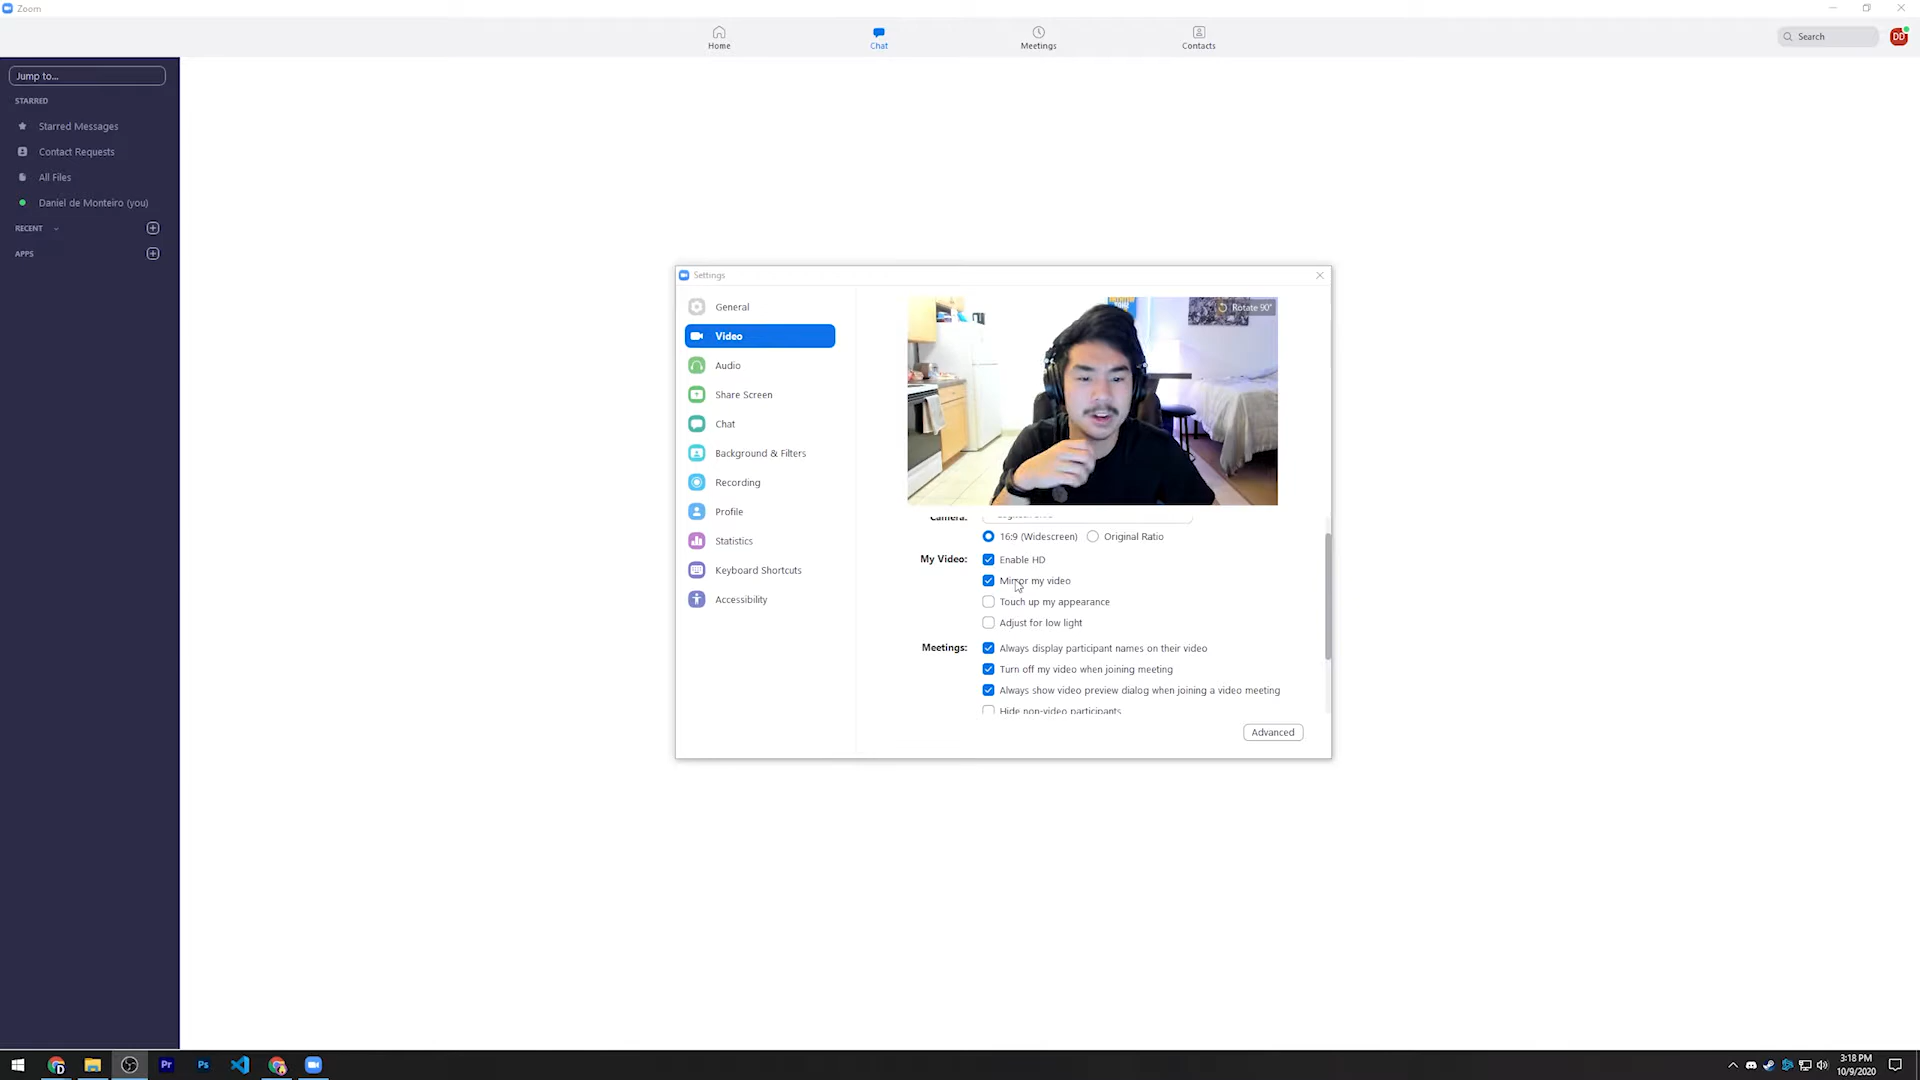 Zoom
Home
Chat
Meetings
Contacts
Search
DD
Jump to...
STARRED
Starred Messages
Contact Requests
All Files
Daniel de Monteiro (you)
RECENT
APPS
Settings
General
Video
Audio
Share Screen
Chat
Background & Filters
Recording
Profile
Statistics
Keyboard Shortcuts
Accessibility
Rotate 90°
Camera:
16:9 (Widescreen) Original Ratio
My Video: Enable HD
Mirror my video
Touch up my appearance
Adjust for low light
Meetings: Always display participant names on their video
Turn off my video when joining meeting
Always show video preview dialog when joining a video meeting
Hide non-video participants
Advanced
D
Pr
Ps
3:18 PM
10/9/2020